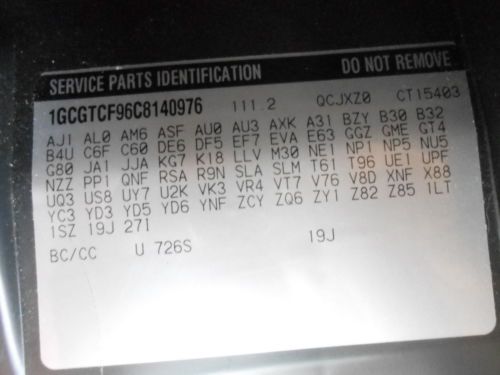 SERVICE PARTS IDENTIFICATION DO NOT REMOVE
1GCGTCF96C8140976 111.2 QCJXZ0 CT15403
AJ1 AL0 AM6 ASF AU0 AU3 AXK A31 BZY B30 B32
B4U C6F C60 DE6 DF5 EF7 EVA E63 GGZ GME GT4
G80 JA1 JJA KG7 K18 LLV M30 NE1 NP1 NP5 NU5
NZZ PP1 QNF RSA R9N SLA SLM T61 T96 UE1 UPF
UQ3 US8 UY7 U2K VK3 VR4 VT7 V76 V8D XNF X88
YC3 YD3 YD5 YD6 YNF ZCY ZQ6 ZY1 Z82 Z85 1LT
1SZ 19J 27I
BC/CC U 726S 19J